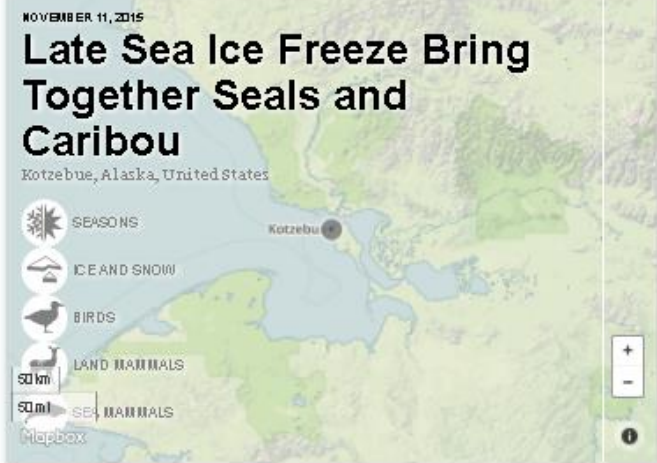 NOVEMBER 11, 2015
Late Sea Ice Freeze Bring
Together Seals and
Caribou
Kotzebue, Alaska, United States
SEASONS
Kotzebu
ICE AND SNOW
BIRDS
LAND MAMMALS
50 km
50 mi
SEA MAMMALS
Mapbox
+
−
i